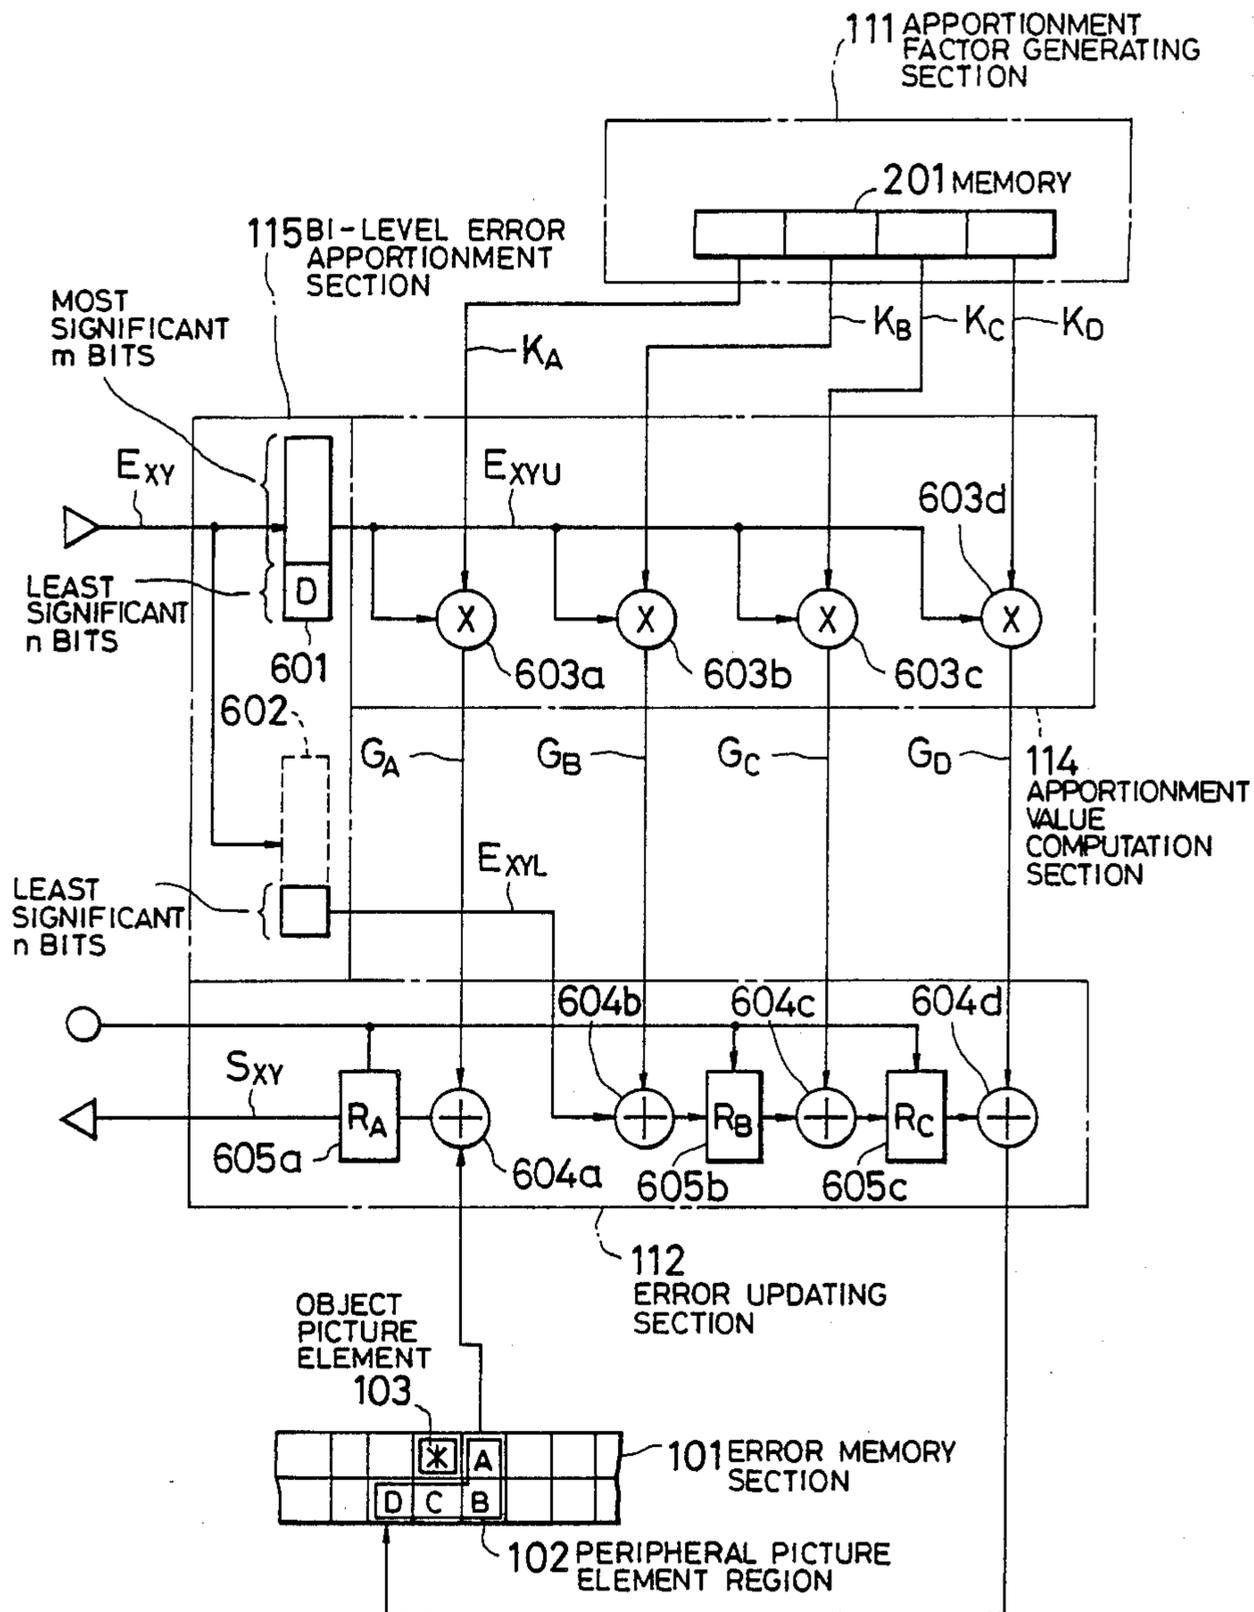 111 APPORTIONMENT
FACTOR GENERATING
SECTION
201 MEMORY
115 BI-LEVEL ERROR
APPORTIONMENT
SECTION
MOST
SIGNIFICANT
m BITS
KA
KB
KC
KD
EXY
EXYU
603d
LEAST
SIGNIFICANT
n BITS
D
X
X
X
X
601
603a
603b
603c
602
GA
GB
GC
GD
114
APPORTIONMENT
VALUE
COMPUTATION
SECTION
EXYL
LEAST
SIGNIFICANT
n BITS
604b
604c
604d
SXY
RA
RB
RC
605a
604a
605b
605c
112
ERROR UPDATING
SECTION
OBJECT
PICTURE
ELEMENT
103
* A
D C B
101 ERROR MEMORY
SECTION
102 PERIPHERAL PICTURE
ELEMENT REGION